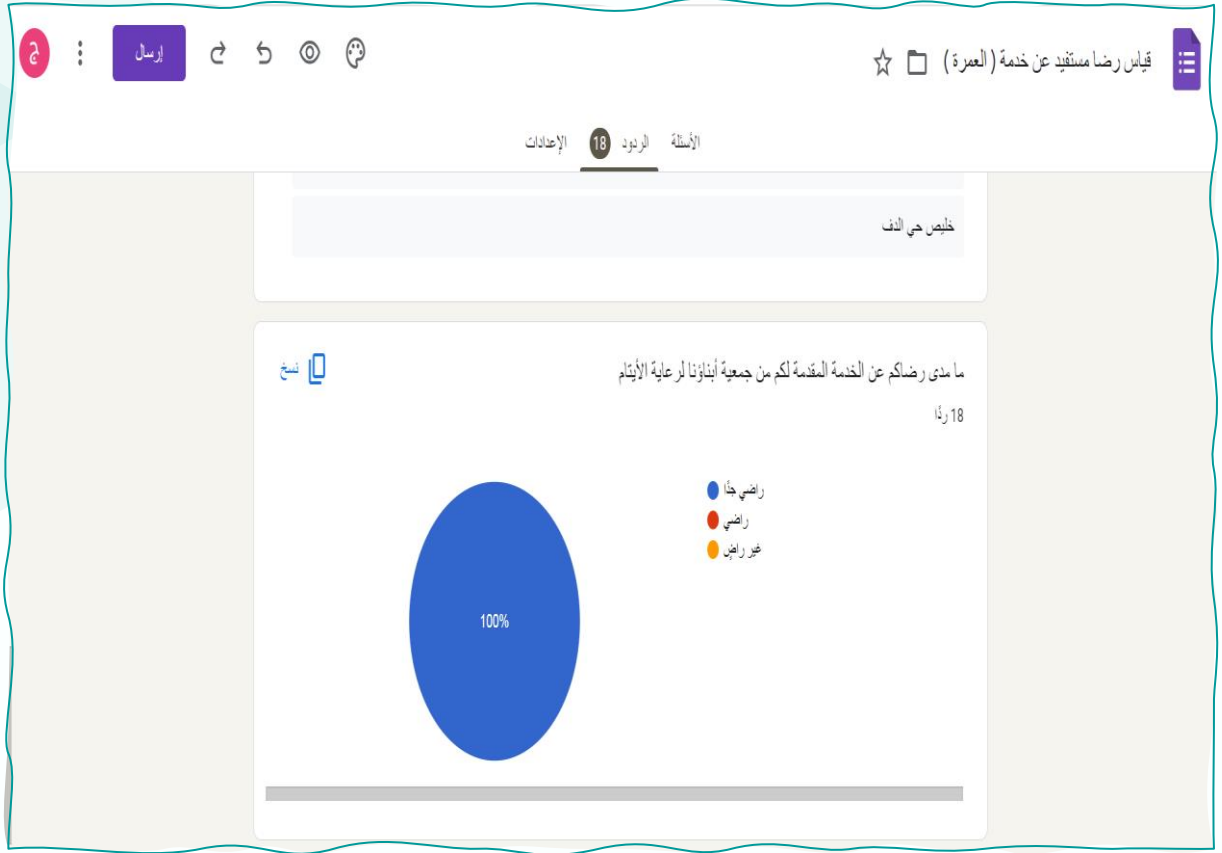 قياس رضا مستفيد عن خدمة ( العمرة )
إرسال
ج
الأسئلة
الردود 18
الإعدادات
خليص حي الدف
ما مدى رضاكم عن الخدمة المقدمة لكم من جمعية أبناؤنا لرعاية الأيتام
نسخ
18 ردًا
راضي جدًا
راضي
غير راضٍ
100%